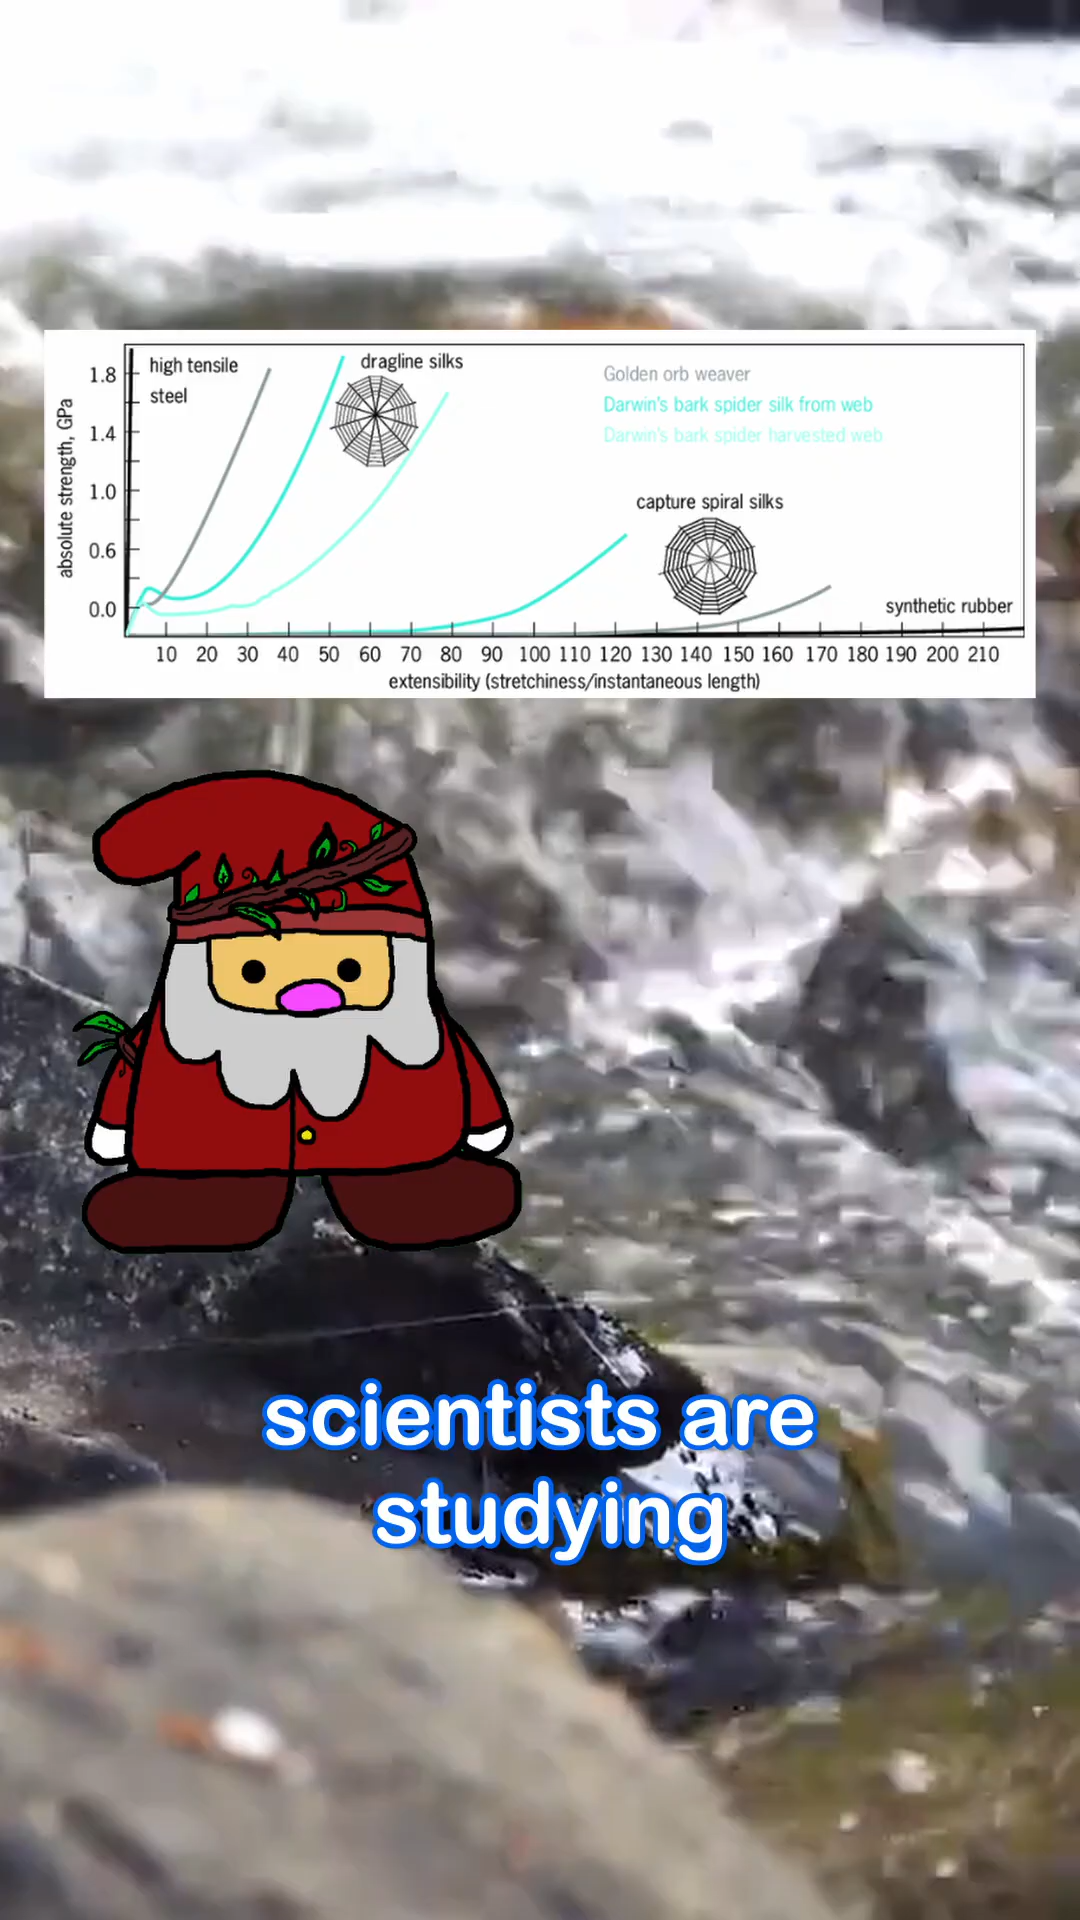 high tensile
steel
dragline silks
Golden orb weaver
Darwin's bark spider silk from web
Darwin's bark spider harvested web
capture spiral silks
synthetic rubber
absolute strength, GPa
1.8
1.4
1.0
0.6
0.0
10 20 30 40 50 60 70 80 90 100 110 120 130 140 150 160 170 180 190 200 210
extensibility (stretchiness/instantaneous length)
scientists are
studying